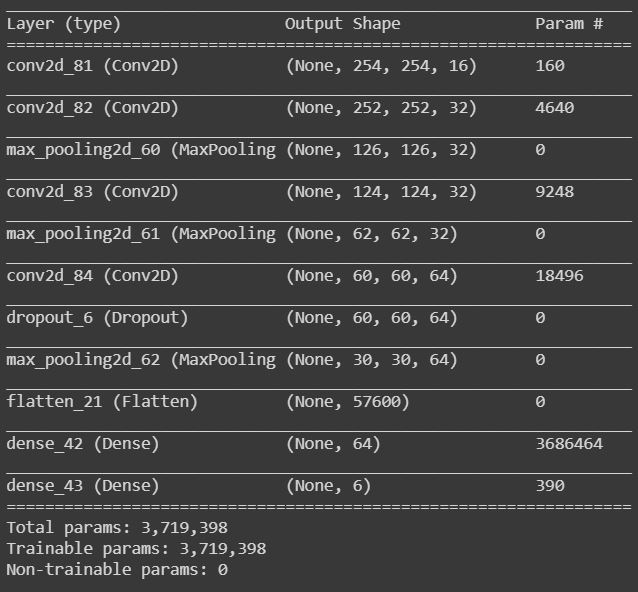 Layer (type) Output Shape Param #
conv2d_81 (Conv2D) (None, 254, 254, 16) 160
conv2d_82 (Conv2D) (None, 252, 252, 32) 4640
max_pooling2d_60 (MaxPooling (None, 126, 126, 32) 0
conv2d_83 (Conv2D) (None, 124, 124, 32) 9248
max_pooling2d_61 (MaxPooling (None, 62, 62, 32) 0
conv2d_84 (Conv2D) (None, 60, 60, 64) 18496
dropout_6 (Dropout) (None, 60, 60, 64) 0
max_pooling2d_62 (MaxPooling (None, 30, 30, 64) 0
flatten_21 (Flatten) (None, 57600) 0
dense_42 (Dense) (None, 64) 3686464
dense_43 (Dense) (None, 6) 390
Total params: 3,719,398
Trainable params: 3,719,398
Non-trainable params: 0